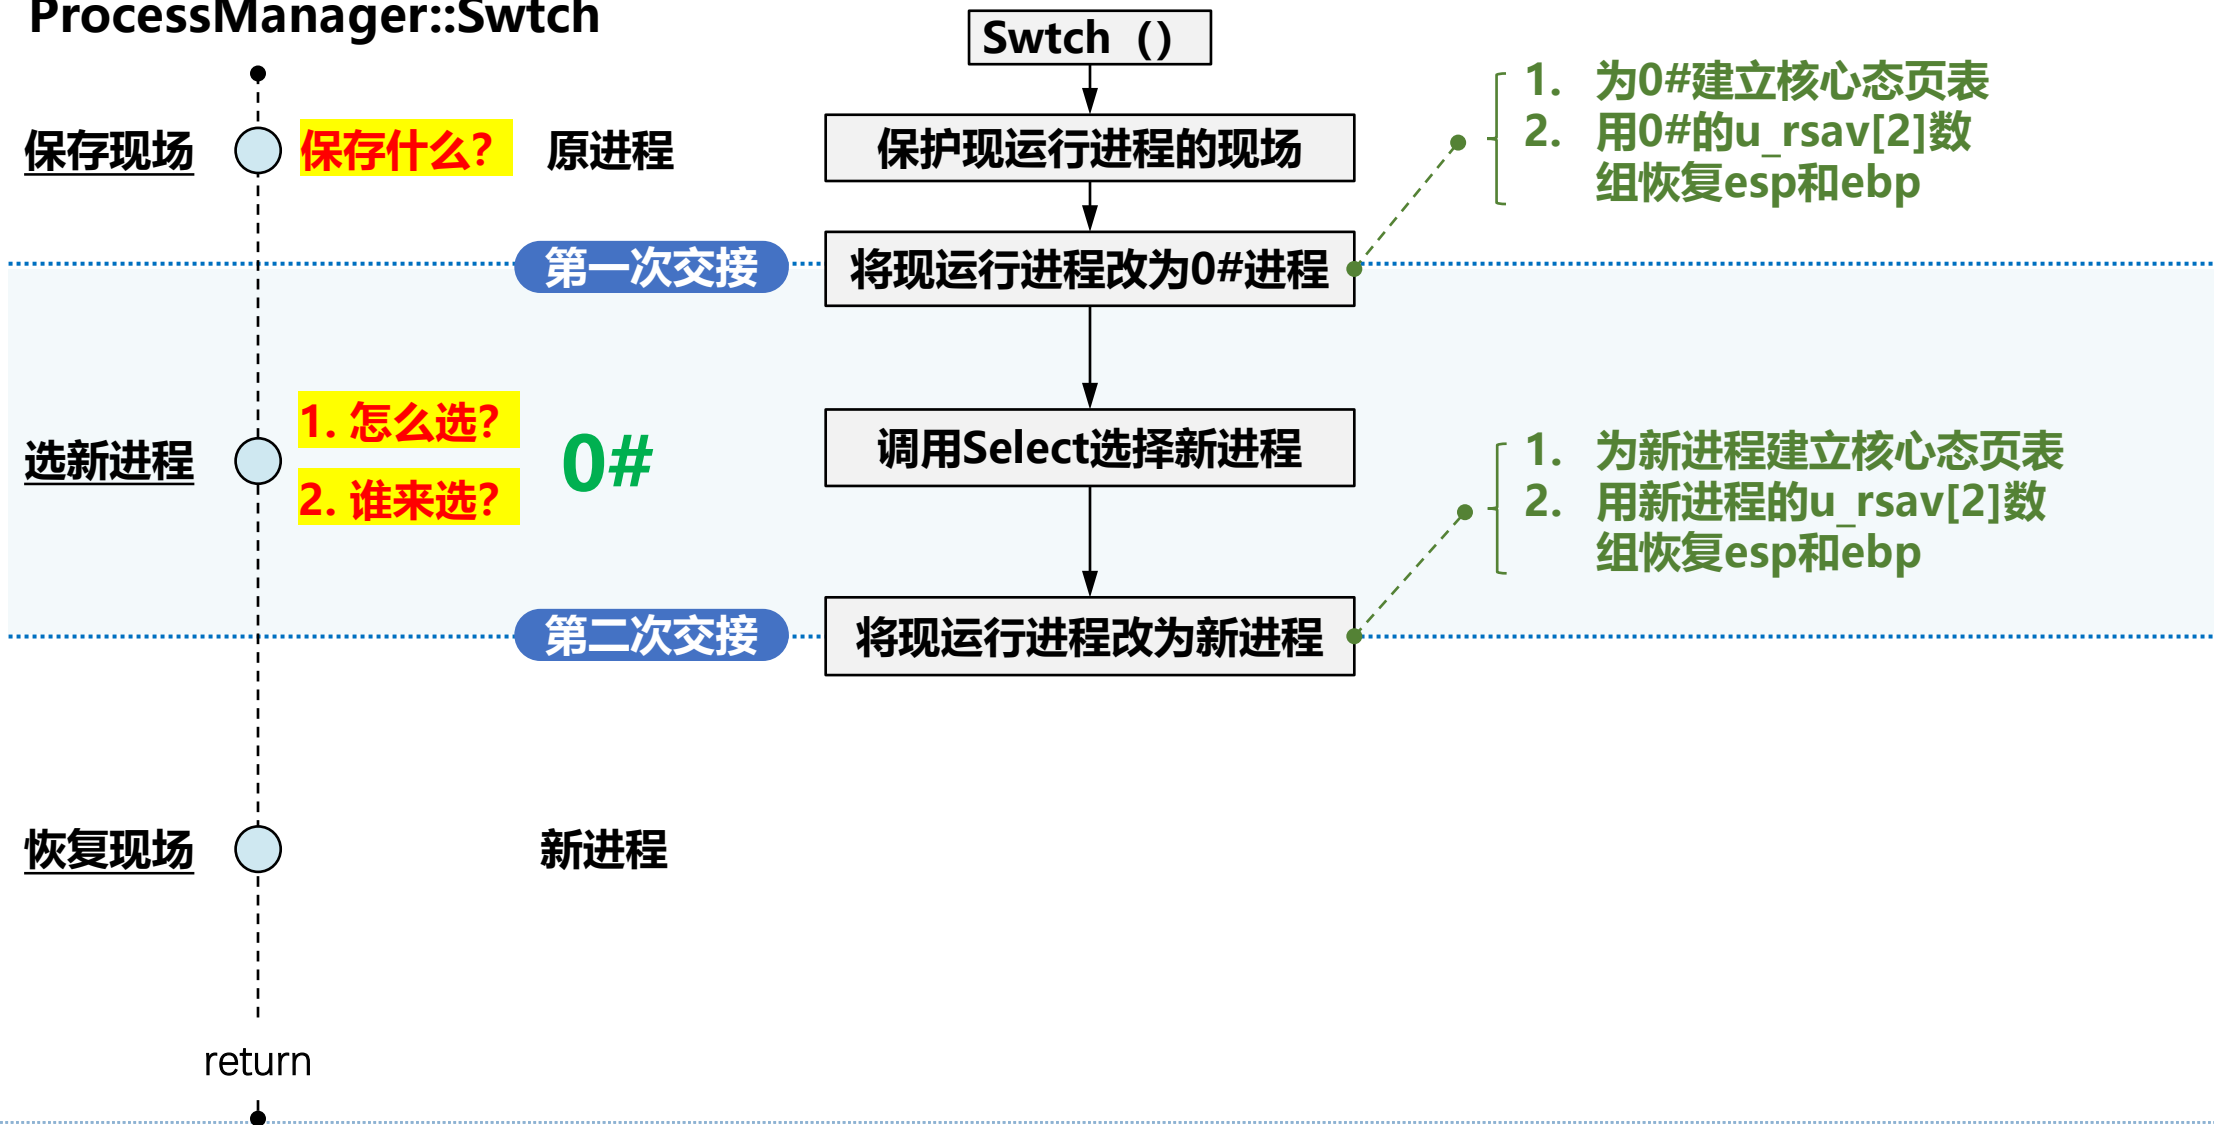 ProcessManager::Swtch
Swtch（）
保存现场
保存什么？
原进程
保护现运行进程的现场
1. 为0#建立核心态页表
2. 用0#的u_rsav[2]数
组恢复esp和ebp
第一次交接
将现运行进程改为0#进程
选新进程
1. 怎么选？
2. 谁来选？
0#
调用Select选择新进程
1. 为新进程建立核心态页表
2. 用新进程的u_rsav[2]数
组恢复esp和ebp
第二次交接
将现运行进程改为新进程
恢复现场
新进程
return